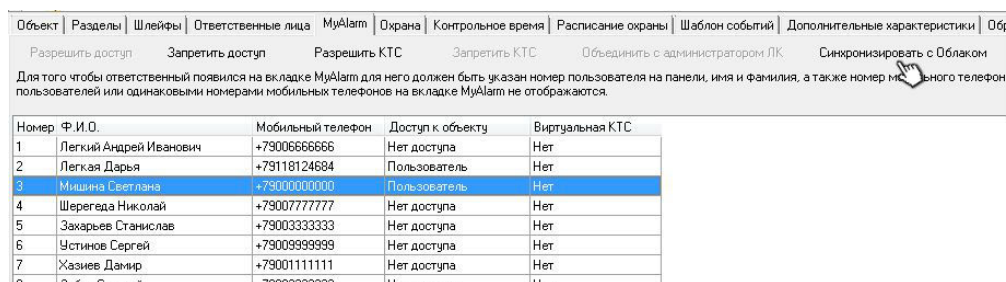 Объект Разделы Шлейфы Ответственные лица MyAlarm Охрана Контрольное время Расписание охраны Шаблон событий Дополнительные характеристики
Разрешить доступ Запретить доступ Разрешить КТС Запретить КТС Объединить с администратором ЛК Синхронизировать с Облаком
Для того чтобы ответственный появился на вкладке MyAlarm для него должен быть указан номер пользователя на панели, имя и фамилия, а также номер телефон
пользователей или одинаковыми номерами мобильных телефонов на вкладке MyAlarm не отображаются.
Номер Ф.И.О. Мобильный телефон Доступ к объекту Виртуальная КТС
1 Легкий Андрей Иванович +79006666666 Нет доступа Нет
2 Легкая Дарья +79118124684 Пользователь Нет
3 Мишина Светлана +79000000000 Пользователь Нет
4 Шерегеда Николай +79007777777 Нет доступа Нет
5 Захарьев Станислав +79003333333 Нет доступа Нет
6 Устинов Сергей +79009999999 Нет доступа Нет
7 Хазиев Дамир +79001111111 Нет доступа Нет